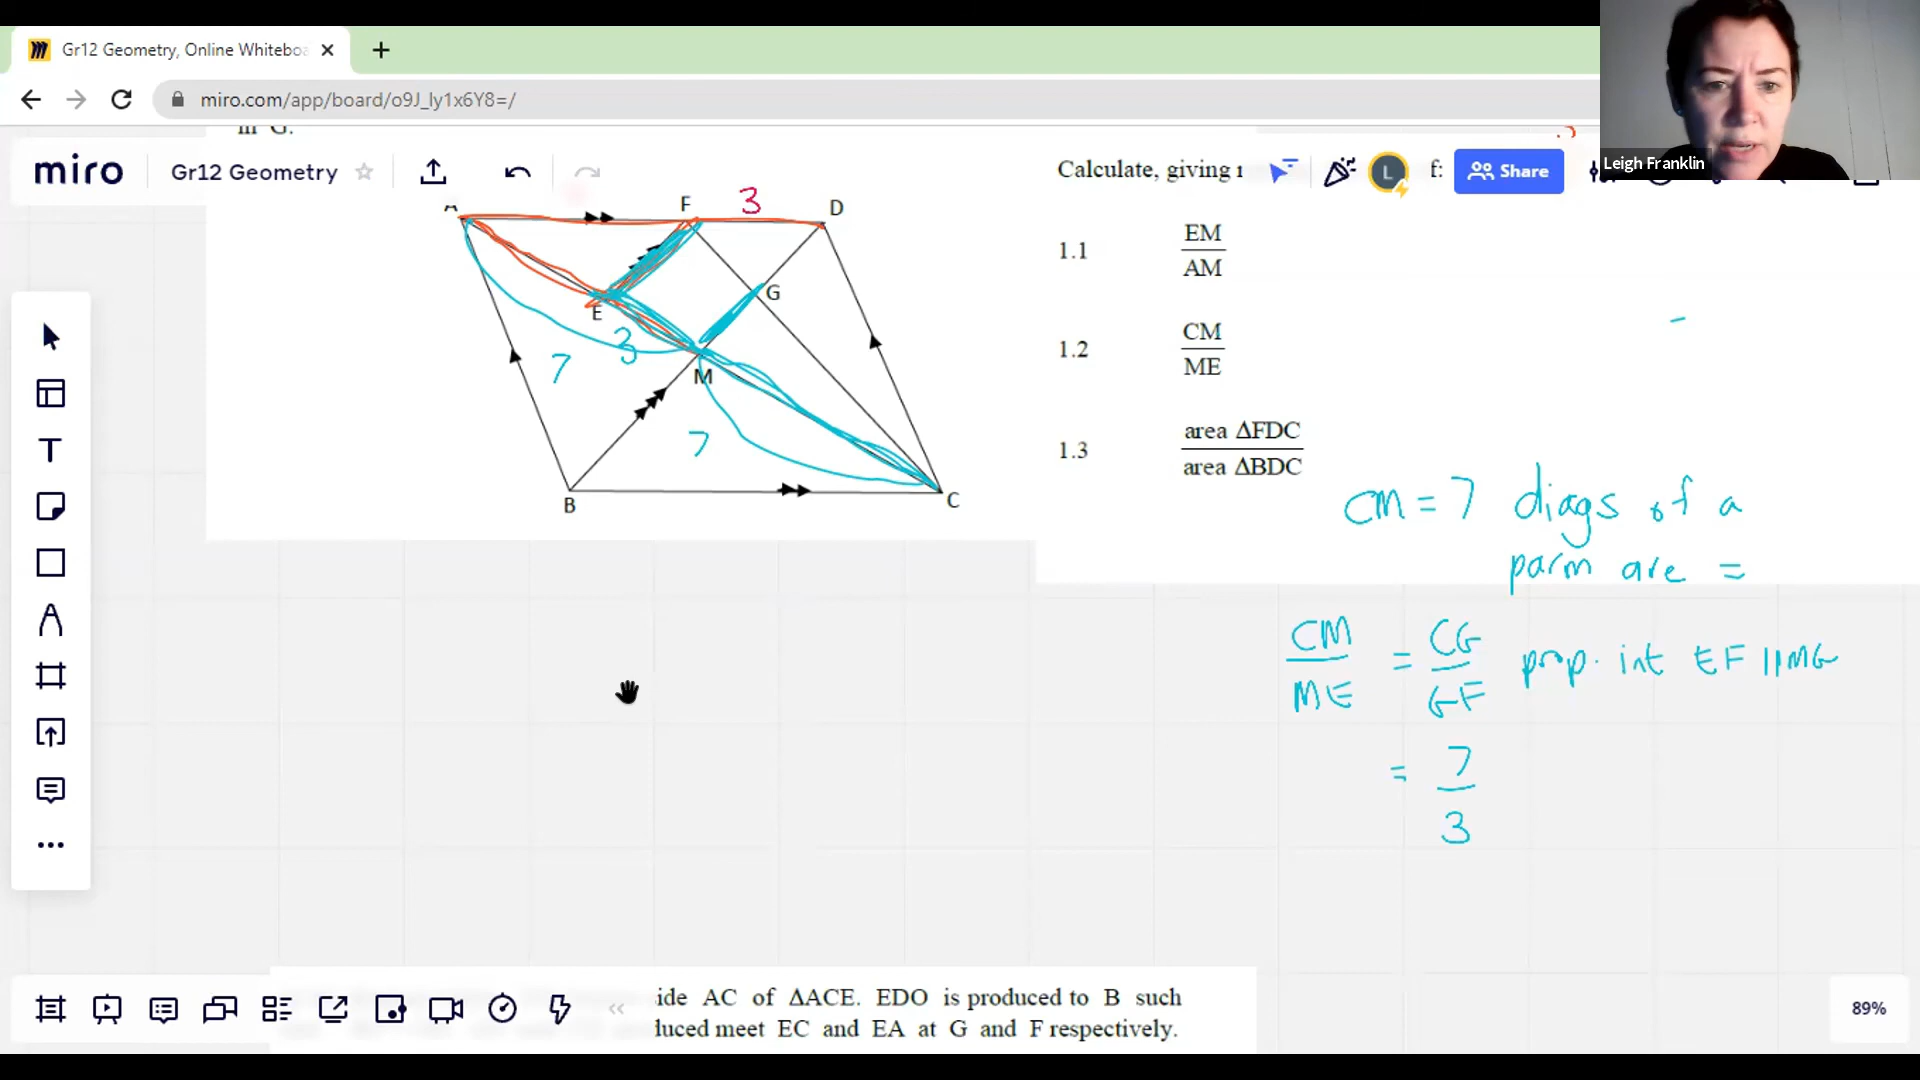 Gr12 Geometry, Online Whiteboa
miro.com/app/board/o9J_ly1x6Y8=/
Leigh Franklin
in G.
miro
Gr12 Geometry
Calculate, giving r
L
f:
Share
A
F
3
D
E
G
3
7
M
7
B
C
1.1 EM
AM
1.2 CM
ME
1.3 area ΔFDC
area ΔBDC
CM = 7 diags of a
parm are =
CM = CG prop. int EF || MG
ME GF
= 7
3
ide AC of ΔACE. EDO is produced to B such
duced meet EC and EA at G and F respectively.
89%